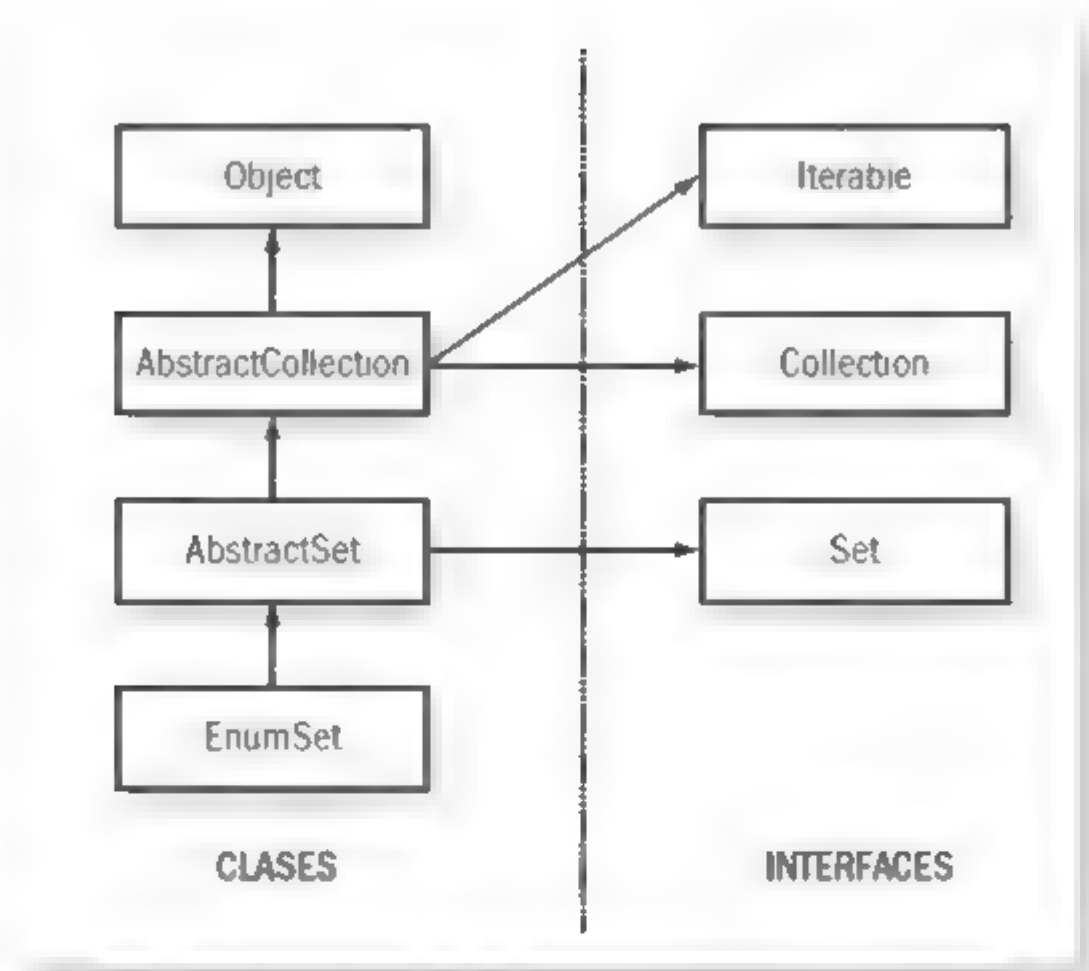 Object
Iterable
AbstractCollection
Collection
AbstractSet
Set
EnumSet
CLASES
INTERFACES